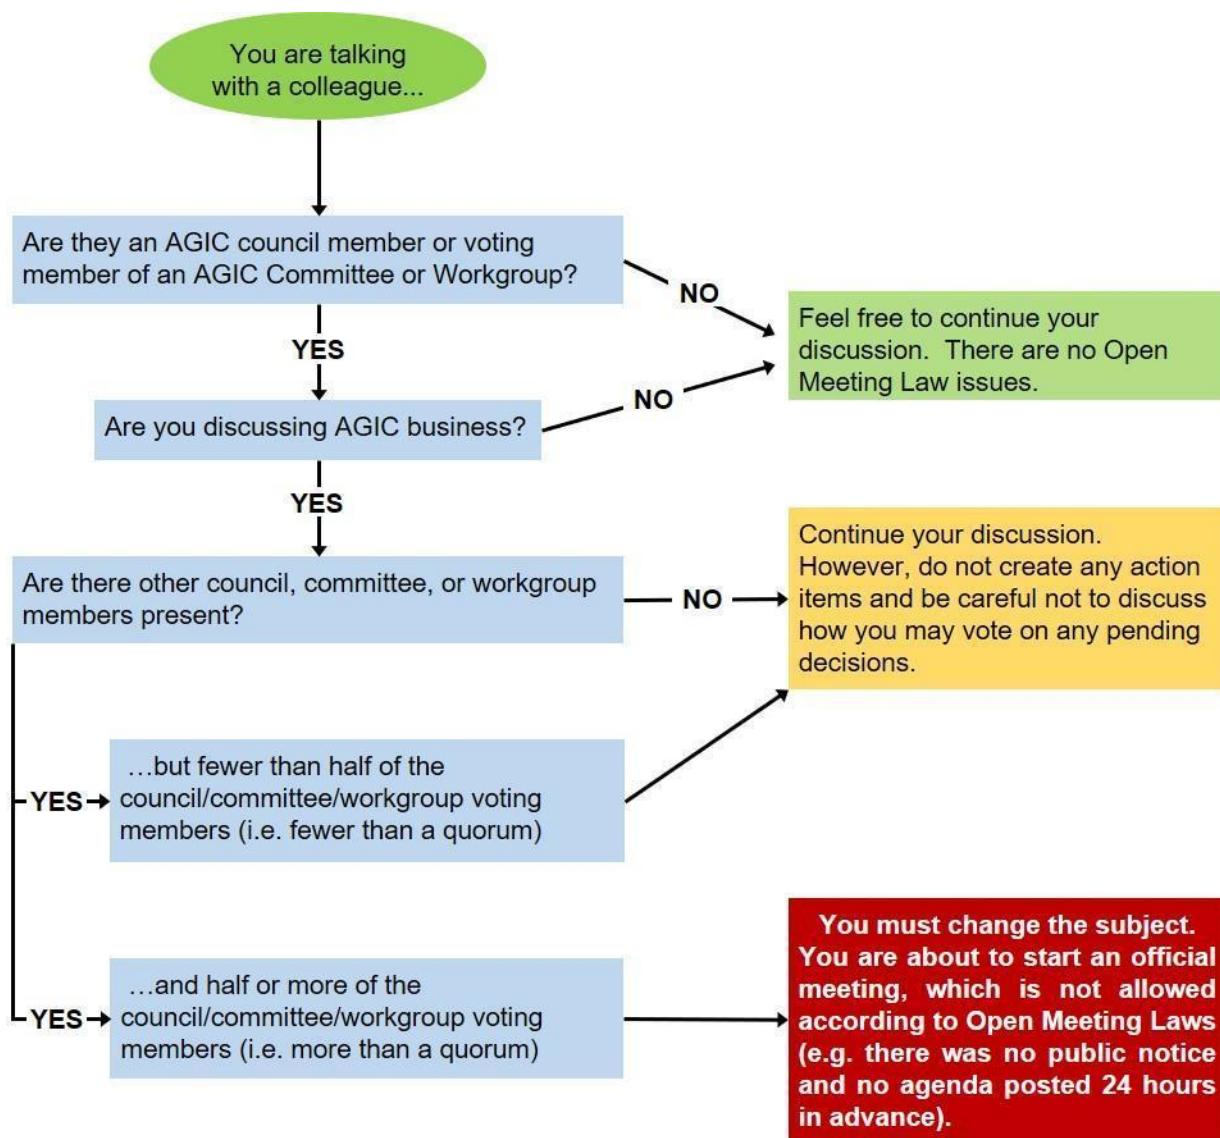 You are talking
with a colleague...
Are they an AGIC council member or voting
member of an AGIC Committee or Workgroup?
NO
Feel free to continue your
discussion.  There are no Open
Meeting Law issues.
YES
NO
Are you discussing AGIC business?
YES
Continue your discussion.
However, do not create any action
items and be careful not to discuss
how you may vote on any pending
decisions.
Are there other council, committee, or workgroup
members present?
NO
…but fewer than half of the
council/committee/workgroup voting
members (i.e. fewer than a quorum)
YES
You must change the subject.
You are about to start an official
meeting, which is not allowed
according to Open Meeting Laws
(e.g. there was no public notice
and no agenda posted 24 hours
in advance).
…and half or more of the
council/committee/workgroup voting
members (i.e. more than a quorum)
YES